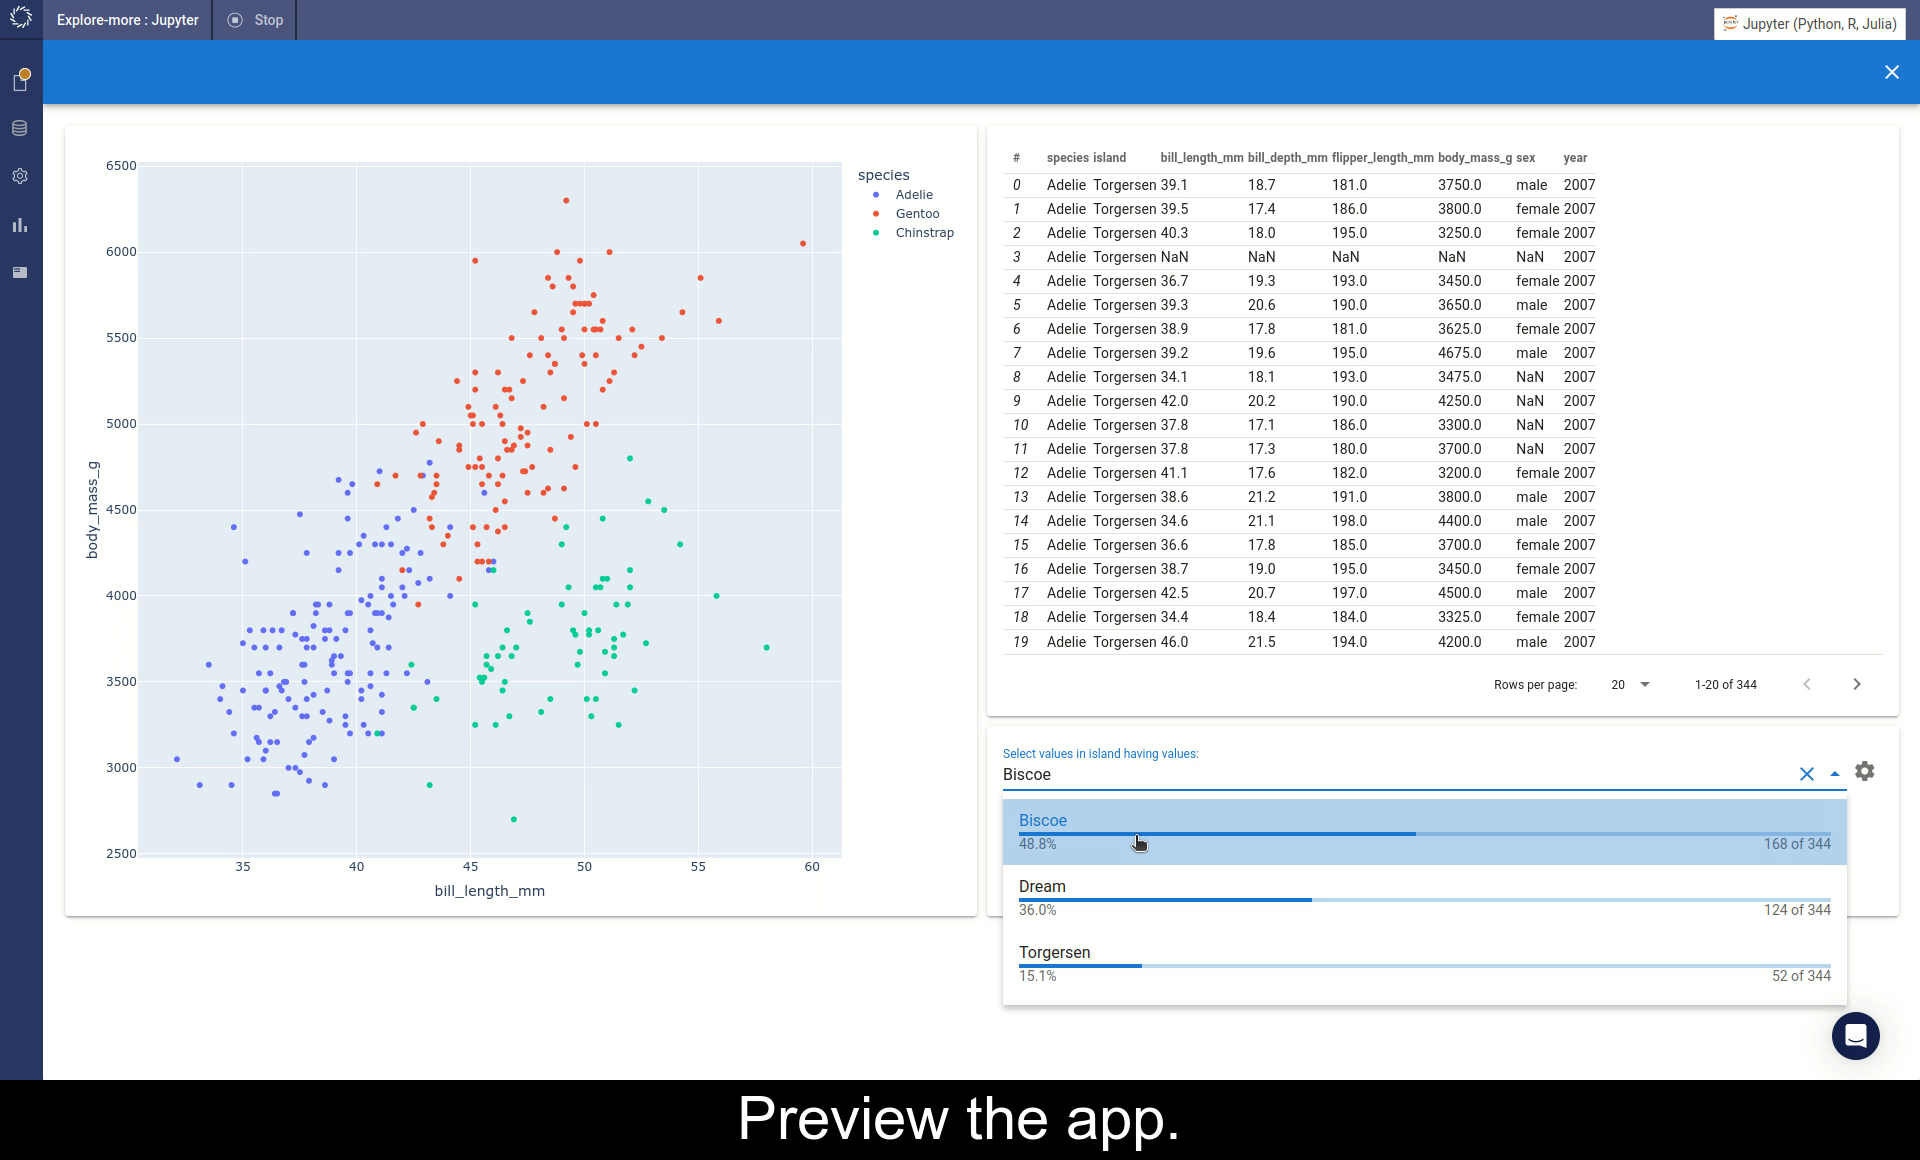 Explore-more : Jupyter
Stop
Jupyter (Python, R, Julia)
6500
6000
5500
5000
4500
4000
3500
3000
2500
body_mass_g
35 40 45 50 55 60
bill_length_mm
species
Adelie
Gentoo
Chinstrap
# species island bill_length_mm bill_depth_mm flipper_length_mm body_mass_g sex year
0 Adelie Torgersen 39.1 18.7 181.0 3750.0 male 2007
1 Adelie Torgersen 39.5 17.4 186.0 3800.0 female 2007
2 Adelie Torgersen 40.3 18.0 195.0 3250.0 female 2007
3 Adelie Torgersen NaN NaN NaN NaN NaN 2007
4 Adelie Torgersen 36.7 19.3 193.0 3450.0 female 2007
5 Adelie Torgersen 39.3 20.6 190.0 3650.0 male 2007
6 Adelie Torgersen 38.9 17.8 181.0 3625.0 female 2007
7 Adelie Torgersen 39.2 19.6 195.0 4675.0 male 2007
8 Adelie Torgersen 34.1 18.1 193.0 3475.0 NaN 2007
9 Adelie Torgersen 42.0 20.2 190.0 4250.0 NaN 2007
10 Adelie Torgersen 37.8 17.1 186.0 3300.0 NaN 2007
11 Adelie Torgersen 37.8 17.3 180.0 3700.0 NaN 2007
12 Adelie Torgersen 41.1 17.6 182.0 3200.0 female 2007
13 Adelie Torgersen 38.6 21.2 191.0 3800.0 male 2007
14 Adelie Torgersen 34.6 21.1 198.0 4400.0 male 2007
15 Adelie Torgersen 36.6 17.8 185.0 3700.0 female 2007
16 Adelie Torgersen 38.7 19.0 195.0 3450.0 female 2007
17 Adelie Torgersen 42.5 20.7 197.0 4500.0 male 2007
18 Adelie Torgersen 34.4 18.4 184.0 3325.0 female 2007
19 Adelie Torgersen 46.0 21.5 194.0 4200.0 male 2007
Rows per page: 20 1-20 of 344
Select values in island having values:
Biscoe
Biscoe
48.8% 168 of 344
Dream
36.0% 124 of 344
Torgersen
15.1% 52 of 344
Preview the app.